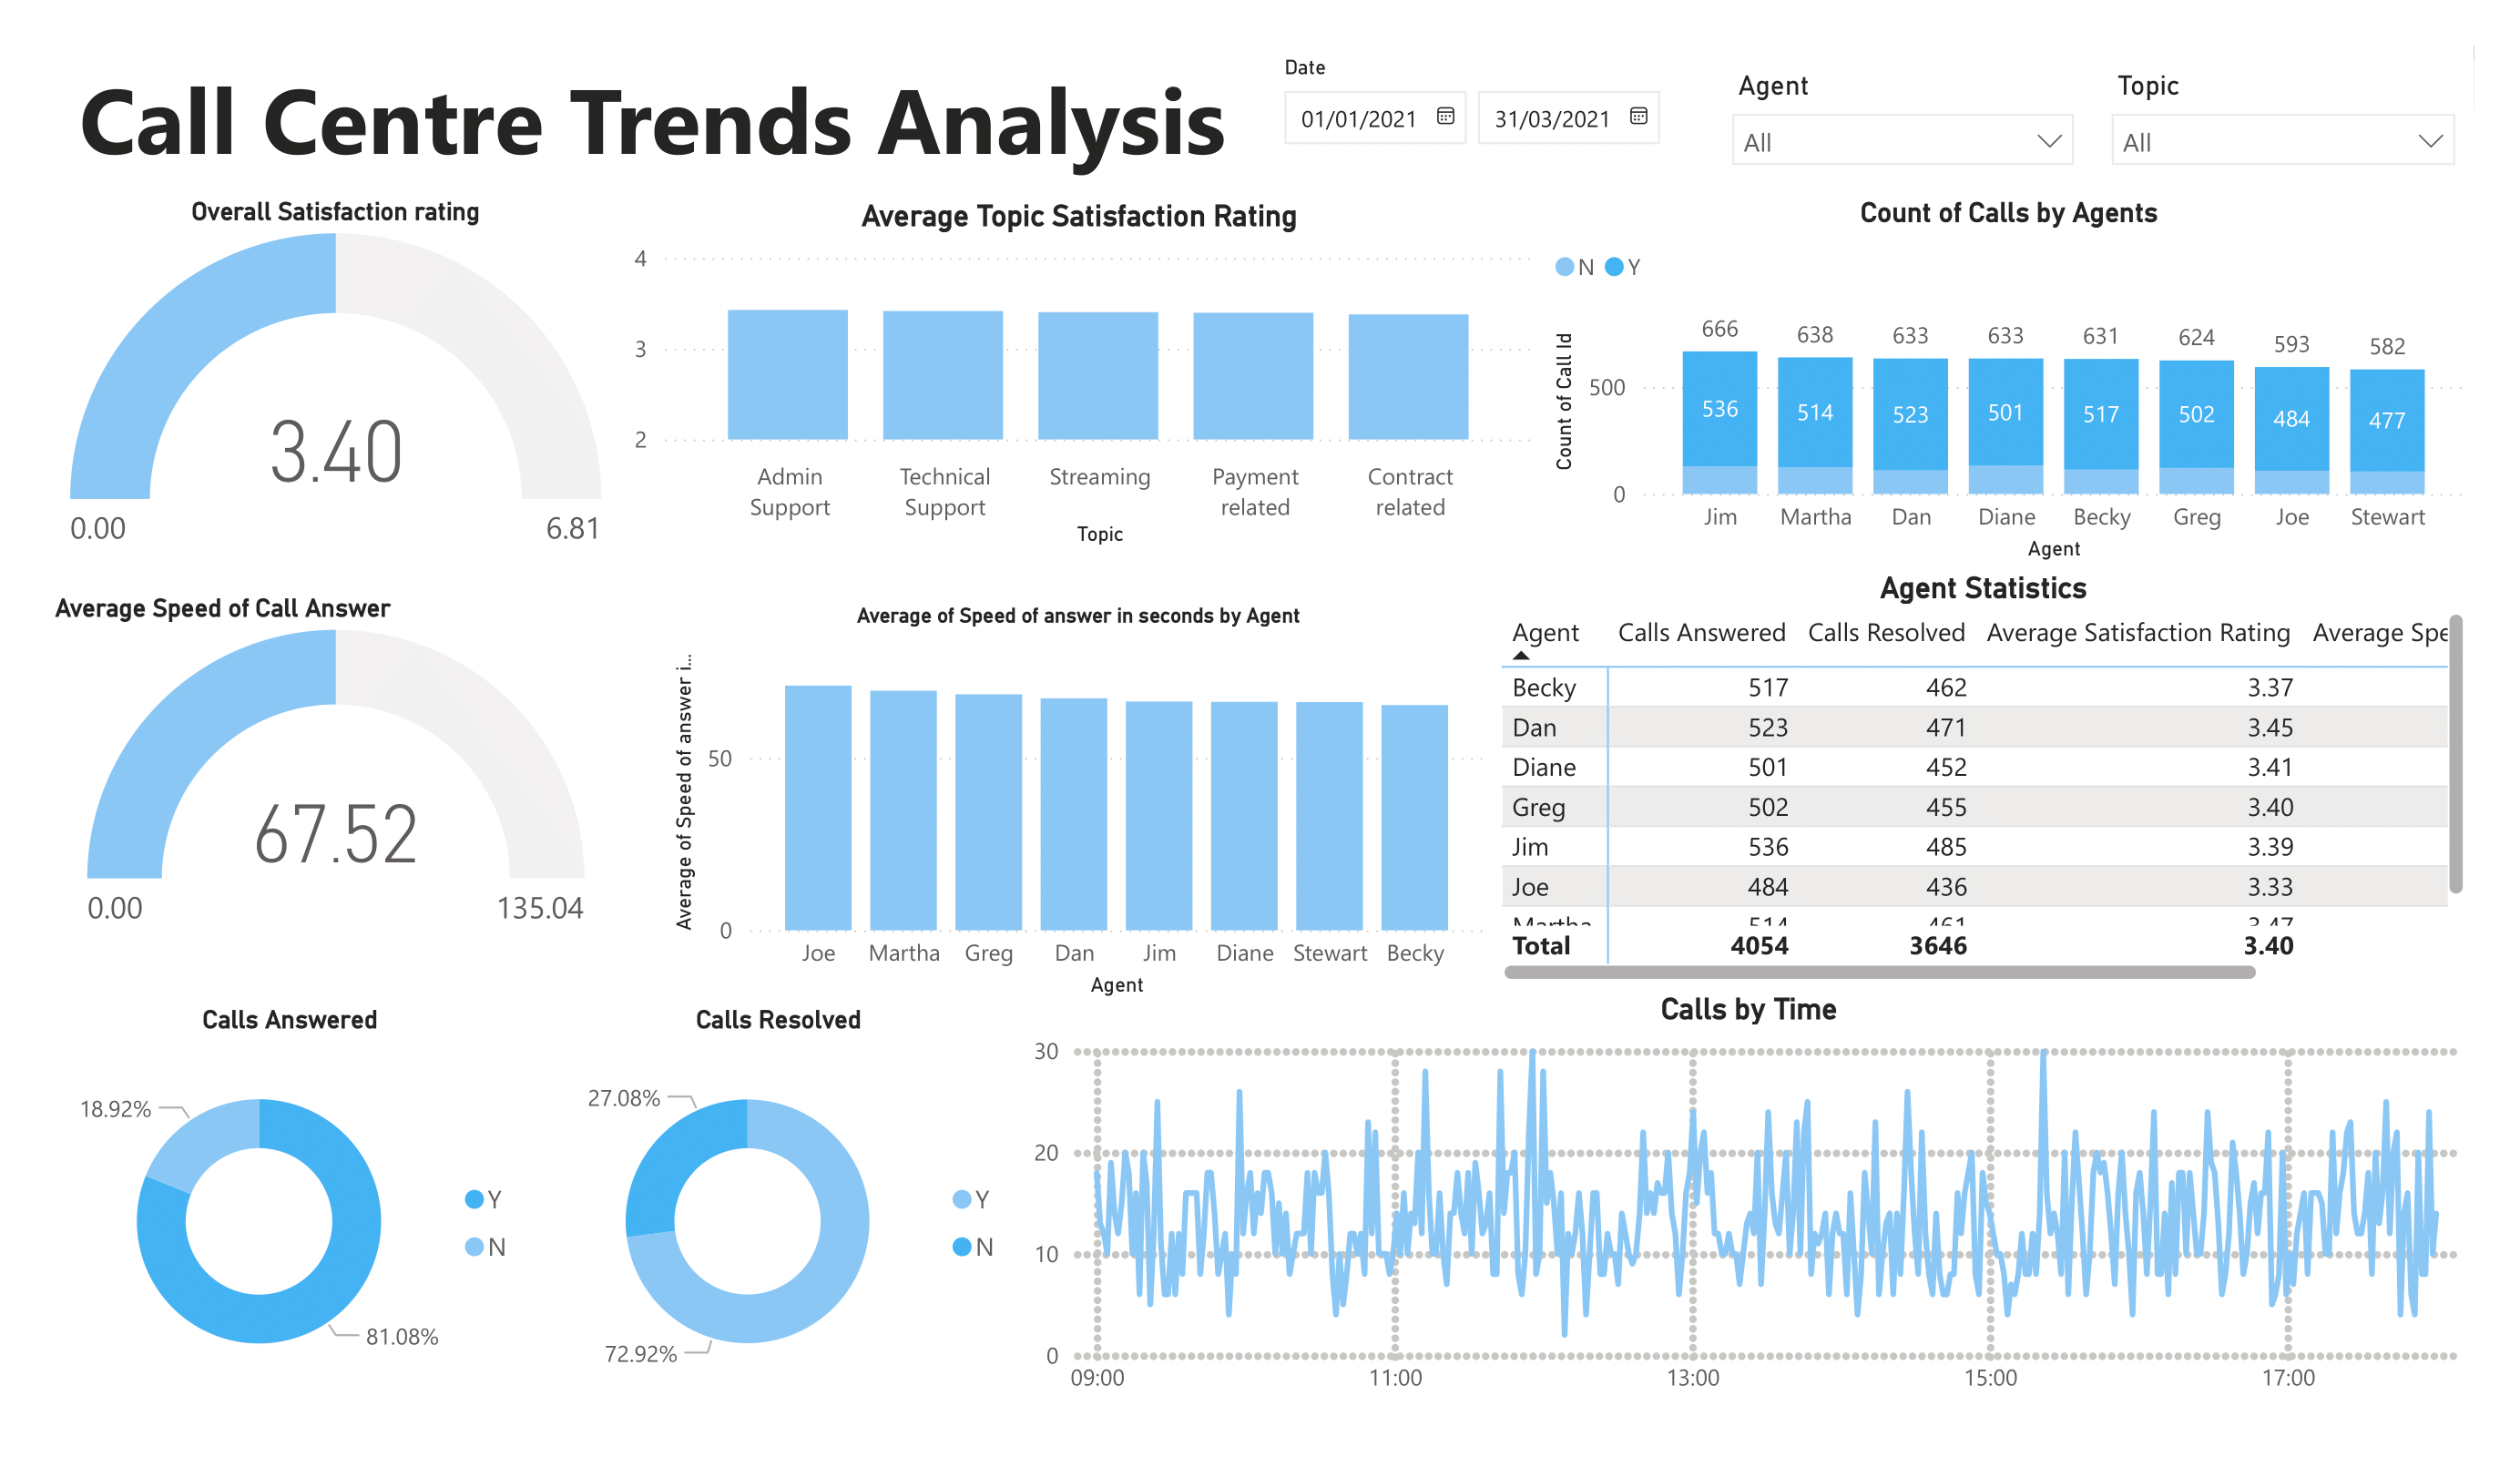 Call Centre Trends Analysis
Date
01/01/2021 31/03/2021
Agent
All
Topic
All
Overall Satisfaction rating
3.40
0.00 6.81
Average Topic Satisfaction Rating
4
3
2
Admin Support
Technical Support
Streaming
Payment related
Contract related
Topic
Count of Calls by Agents
N Y
Count of Call Id
500
0
666 638 633 633 631 624 593 582
536 514 523 501 517 502 484 477
Jim Martha Dan Diane Becky Greg Joe Stewart
Agent
Average Speed of Call Answer
67.52
0.00 135.04
Average of Speed of answer in seconds by Agent
Average of Speed of answer i...
50
0
Joe Martha Greg Dan Jim Diane Stewart Becky
Agent
Agent Statistics
Agent Calls Answered Calls Resolved Average Satisfaction Rating Average Spe
Becky 517 462 3.37
Dan 523 471 3.45
Diane 501 452 3.41
Greg 502 455 3.40
Jim 536 485 3.39
Joe 484 436 3.33
Martha 514 461 3.47
Total 4054 3646 3.40
Calls Answered
18.92%
81.08%
Y
N
Calls Resolved
27.08%
72.92%
Y
N
Calls by Time
30
20
10
0
09:00 11:00 13:00 15:00 17:00